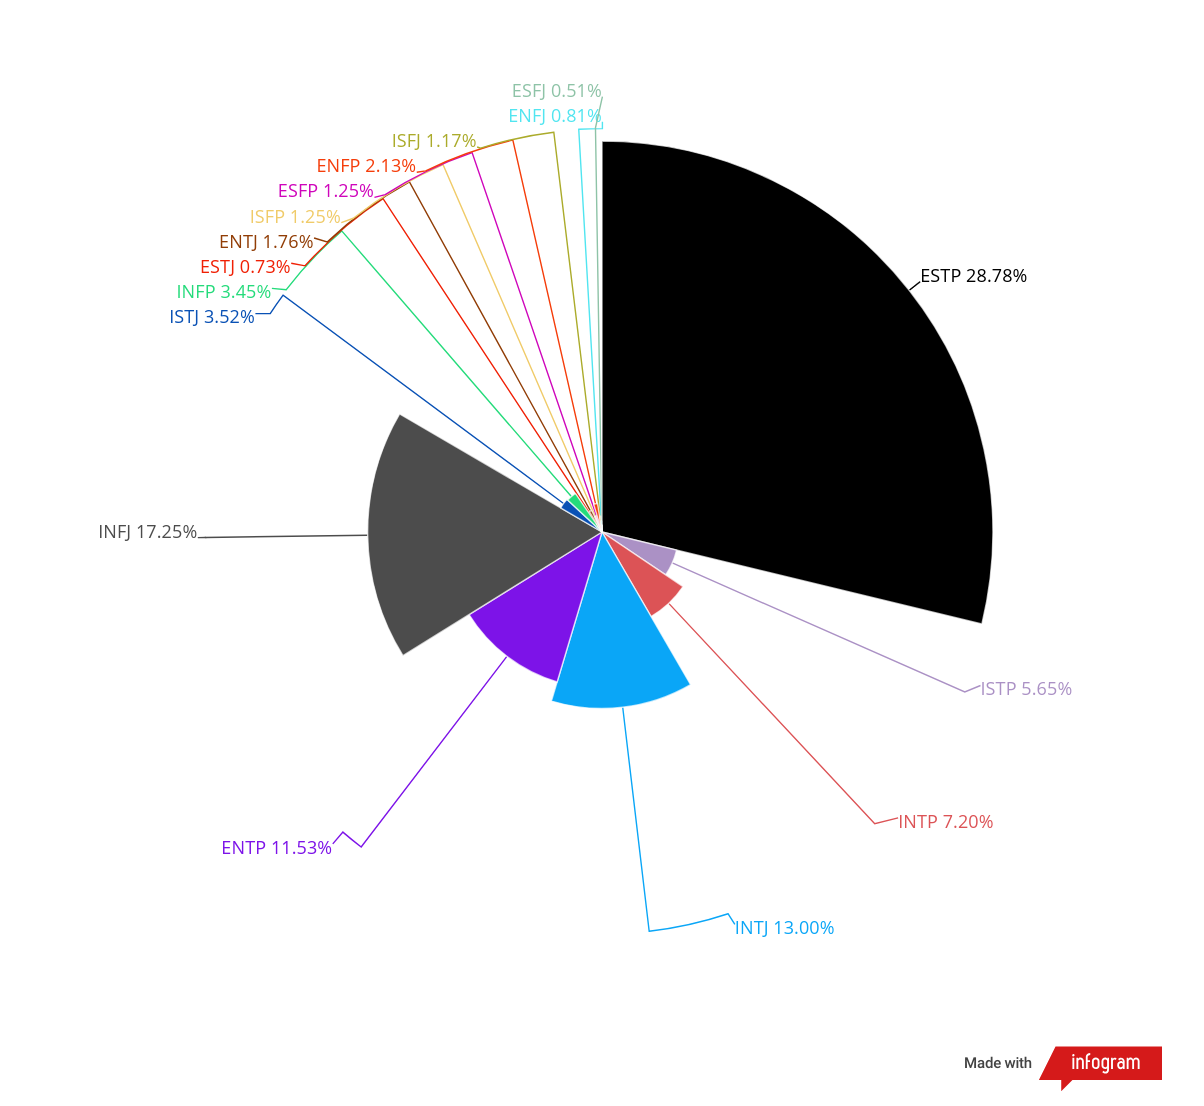 ESFJ 0.51%
ENFJ 0.81%
ISFJ 1.17%
ENFP 2.13%
ESFP 1.25%
ISFP 1.25%
ENTJ 1.76%
ESTJ 0.73%
INFP 3.45%
ISTJ 3.52%
ESTP 28.78%
INFJ 17.25%
ISTP 5.65%
INTP 7.20%
ENTP 11.53%
INTJ 13.00%
Made with infogram